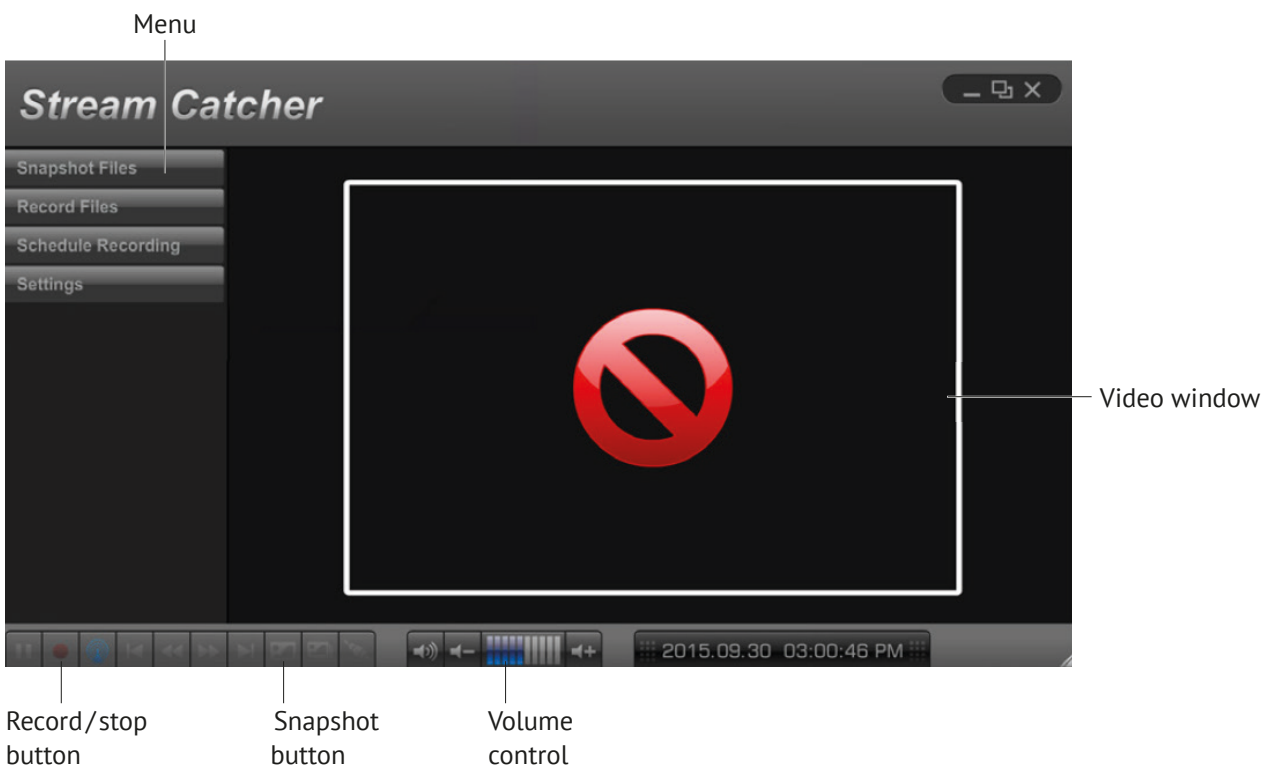 Menu
Stream Catcher
Snapshot Files
Record Files
Schedule Recording
Settings
Video window
2015.09.30 03:00:46 PM
Record/stop
button
Snapshot
button
Volume
control